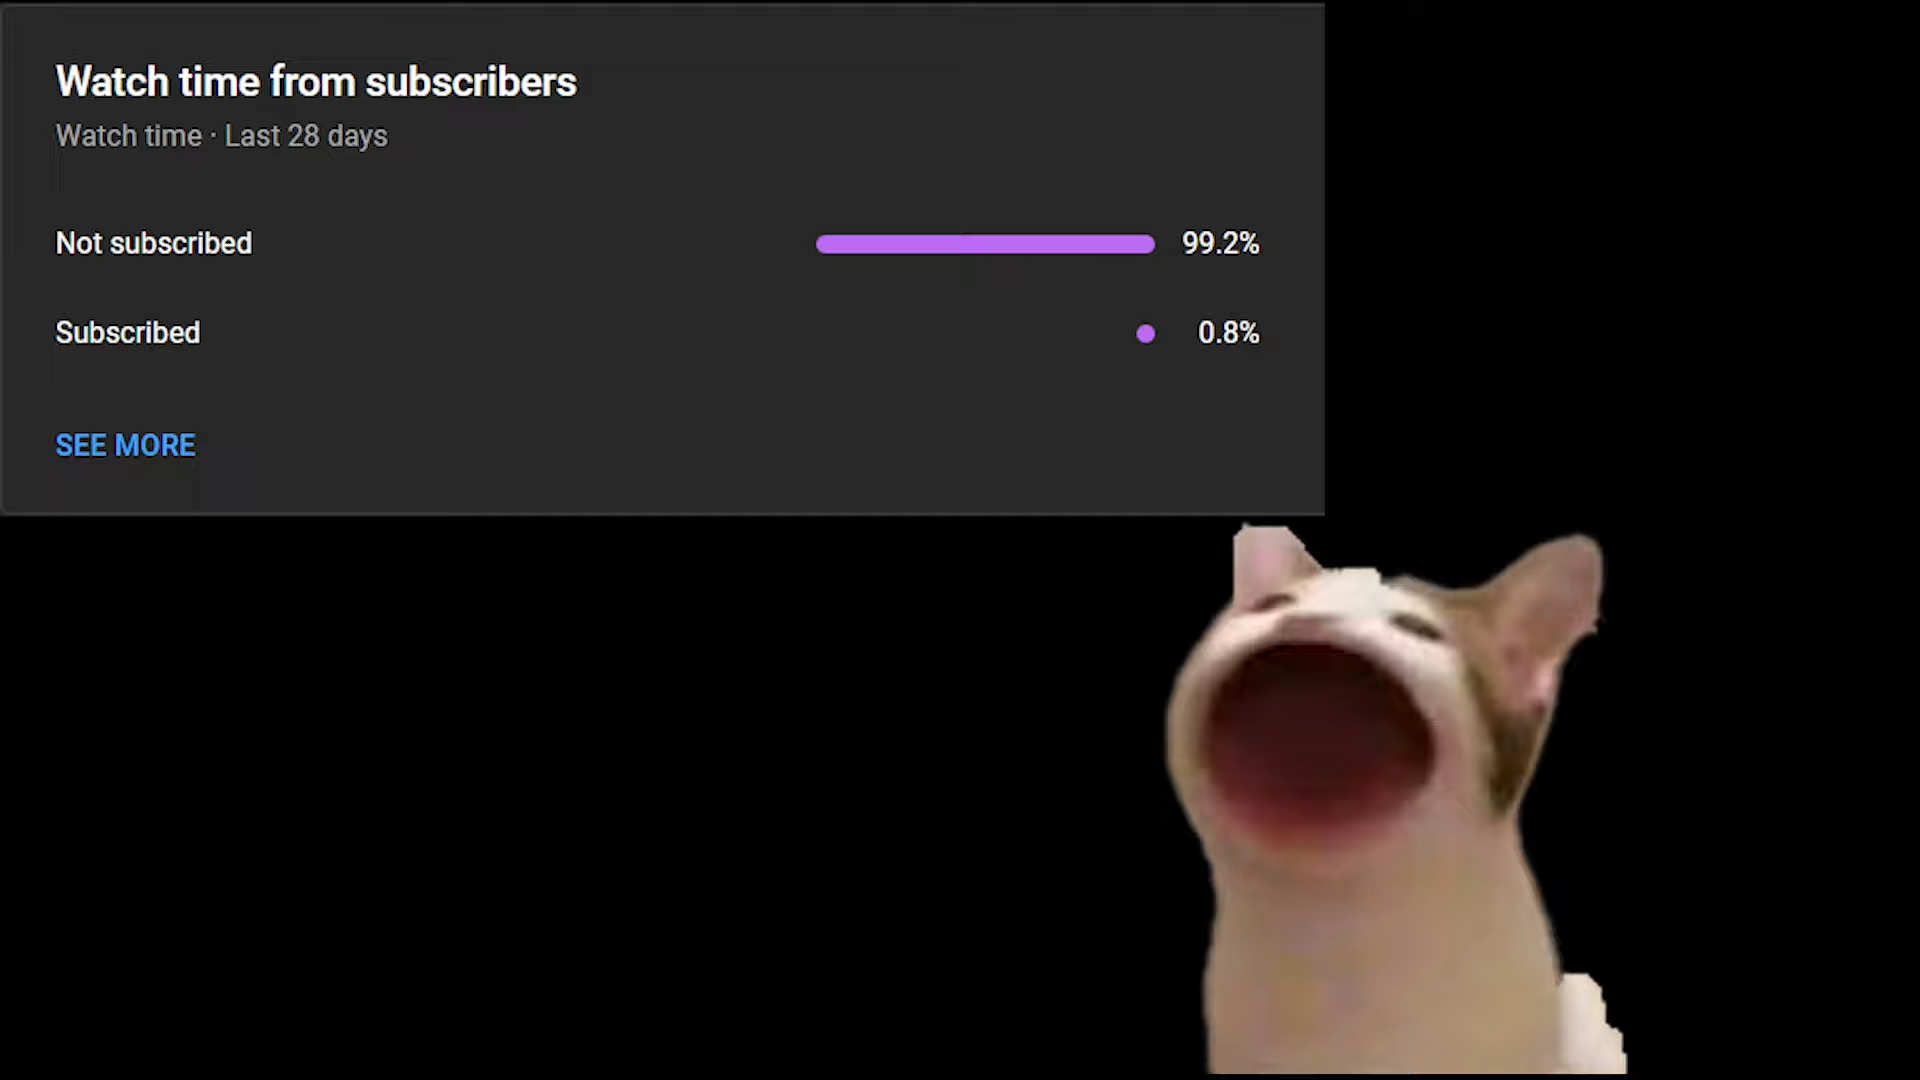 Watch time from subscribers
Watch time · Last 28 days
Not subscribed 99.2%
Subscribed 0.8%
SEE MORE